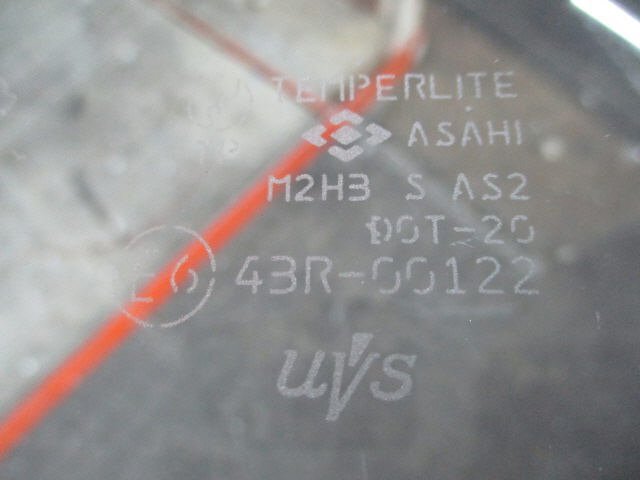 TEMPERLITE
ASAHI
M2H3 S AS2
DOT-20
E6 43R-00122
UVS